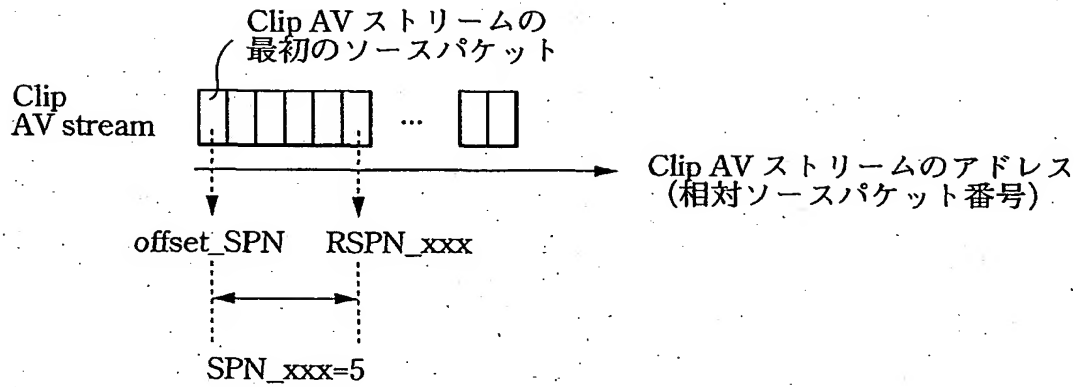 Clip AV ストリームの
最初のソースパケット
Clip
AV stream
...
Clip AV ストリームのアドレス
(相対ソースパケット番号)
offset_SPN RSPN_xxx
SPN_xxx=5